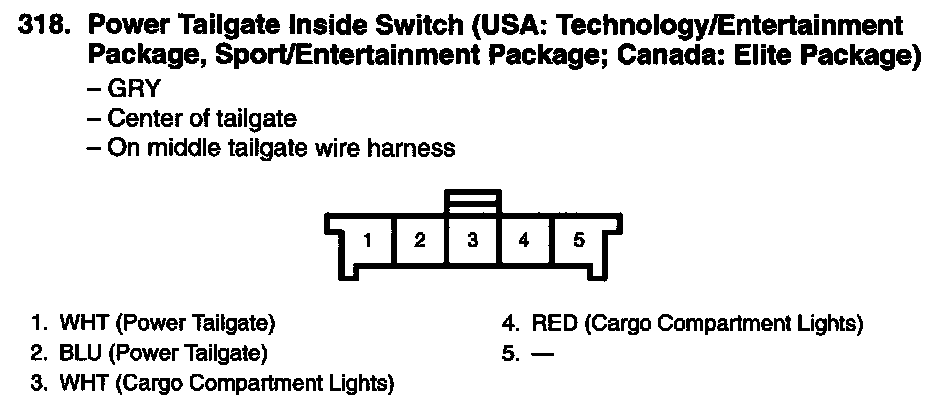 318. Power Tailgate Inside Switch (USA: Technology/Entertainment
Package, Sport/Entertainment Package; Canada: Elite Package)
– GRY
– Center of tailgate
– On middle tailgate wire harness
1 2 3 4 5
1. WHT (Power Tailgate)
2. BLU (Power Tailgate)
3. WHT (Cargo Compartment Lights)
4. RED (Cargo Compartment Lights)
5. —